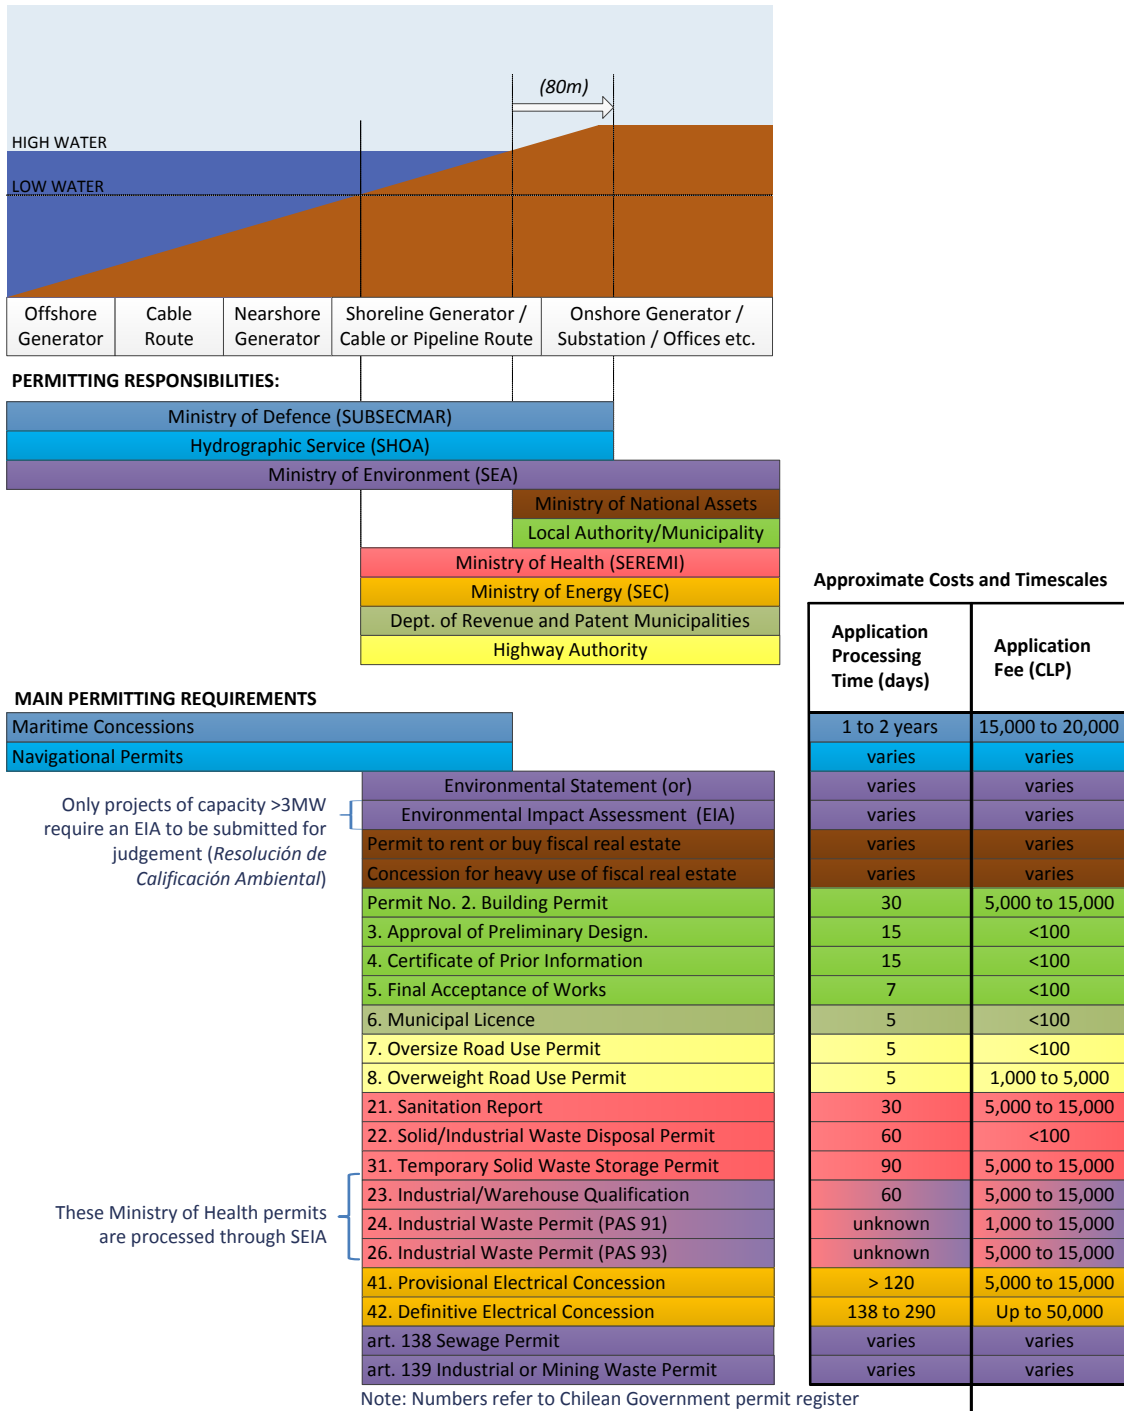 (80m)
HIGH WATER
LOW WATER
Offshore
Generator
Cable
Route
Nearshore
Generator
Shoreline Generator /
Cable or Pipeline Route
Onshore Generator /
Substation / Offices etc.
PERMITTING RESPONSIBILITIES:
Ministry of Defence (SUBSECMAR)
Hydrographic Service (SHOA)
Ministry of Environment (SEA)
Ministry of National Assets
Local Authority/Municipality
Ministry of Health (SEREMI)
Ministry of Energy (SEC)
Dept. of Revenue and Patent Municipalities
Highway Authority
Approximate Costs and Timescales
Application
Processing
Time (days)
Application
Fee (CLP)
MAIN PERMITTING REQUIREMENTS
Maritime Concessions 1 to 2 years 15,000 to 20,000
Navigational Permits varies varies
Environmental Statement (or) varies varies
Only projects of capacity >3MW
require an EIA to be submitted for
judgement (Resolución de
Calificación Ambiental)
Environmental Impact Assessment (EIA) varies varies
Permit to rent or buy fiscal real estate varies varies
Concession for heavy use of fiscal real estate varies varies
Permit No. 2. Building Permit 30 5,000 to 15,000
3. Approval of Preliminary Design. 15 <100
4. Certificate of Prior Information 15 <100
5. Final Acceptance of Works 7 <100
6. Municipal Licence 5 <100
7. Oversize Road Use Permit 5 <100
8. Overweight Road Use Permit 5 1,000 to 5,000
21. Sanitation Report 30 5,000 to 15,000
22. Solid/Industrial Waste Disposal Permit 60 <100
31. Temporary Solid Waste Storage Permit 90 5,000 to 15,000
These Ministry of Health permits
are processed through SEIA
23. Industrial/Warehouse Qualification 60 5,000 to 15,000
24. Industrial Waste Permit (PAS 91) unknown 1,000 to 15,000
26. Industrial Waste Permit (PAS 93) unknown 5,000 to 15,000
41. Provisional Electrical Concession > 120 5,000 to 15,000
42. Definitive Electrical Concession 138 to 290 Up to 50,000
art. 138 Sewage Permit varies varies
art. 139 Industrial or Mining Waste Permit varies varies
Note: Numbers refer to Chilean Government permit register